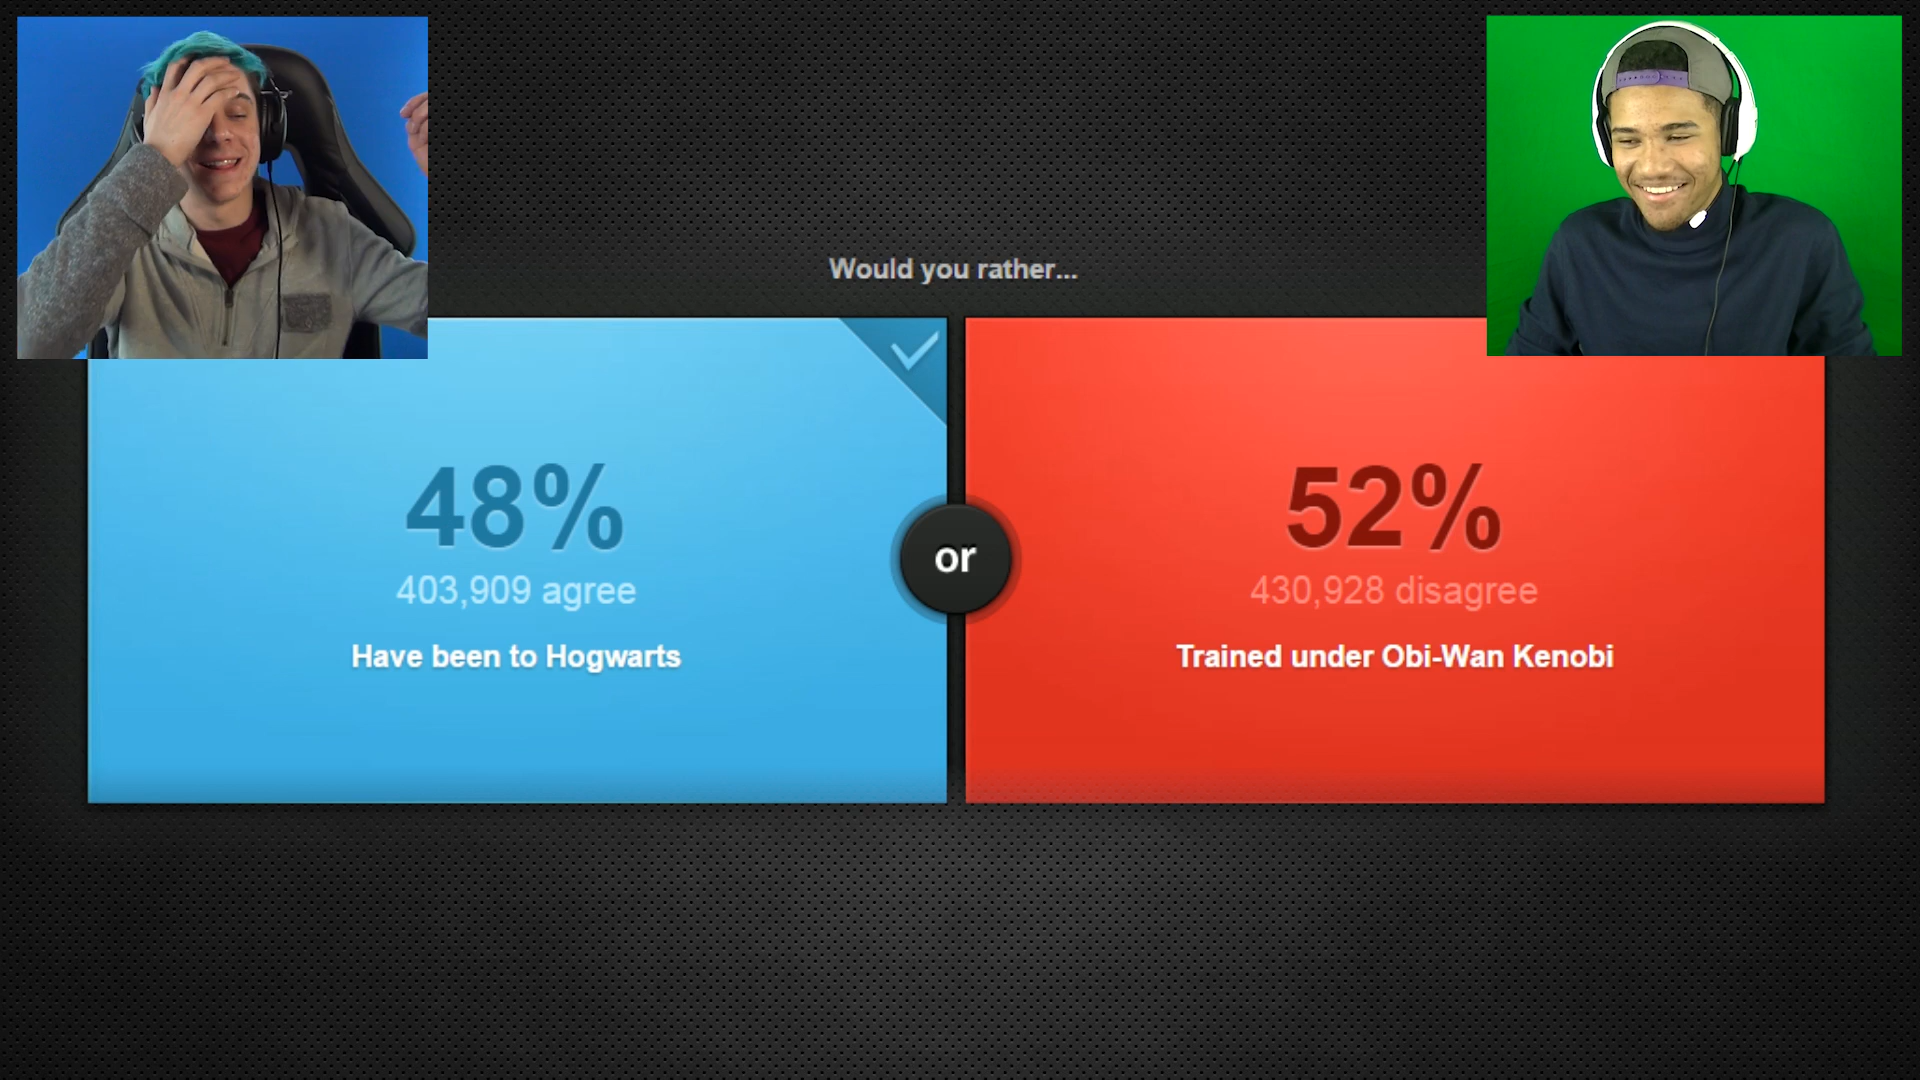 Would you rather...
48%
403,909 agree
Have been to Hogwarts
or
52%
430,928 disagree
Trained under Obi-Wan Kenobi